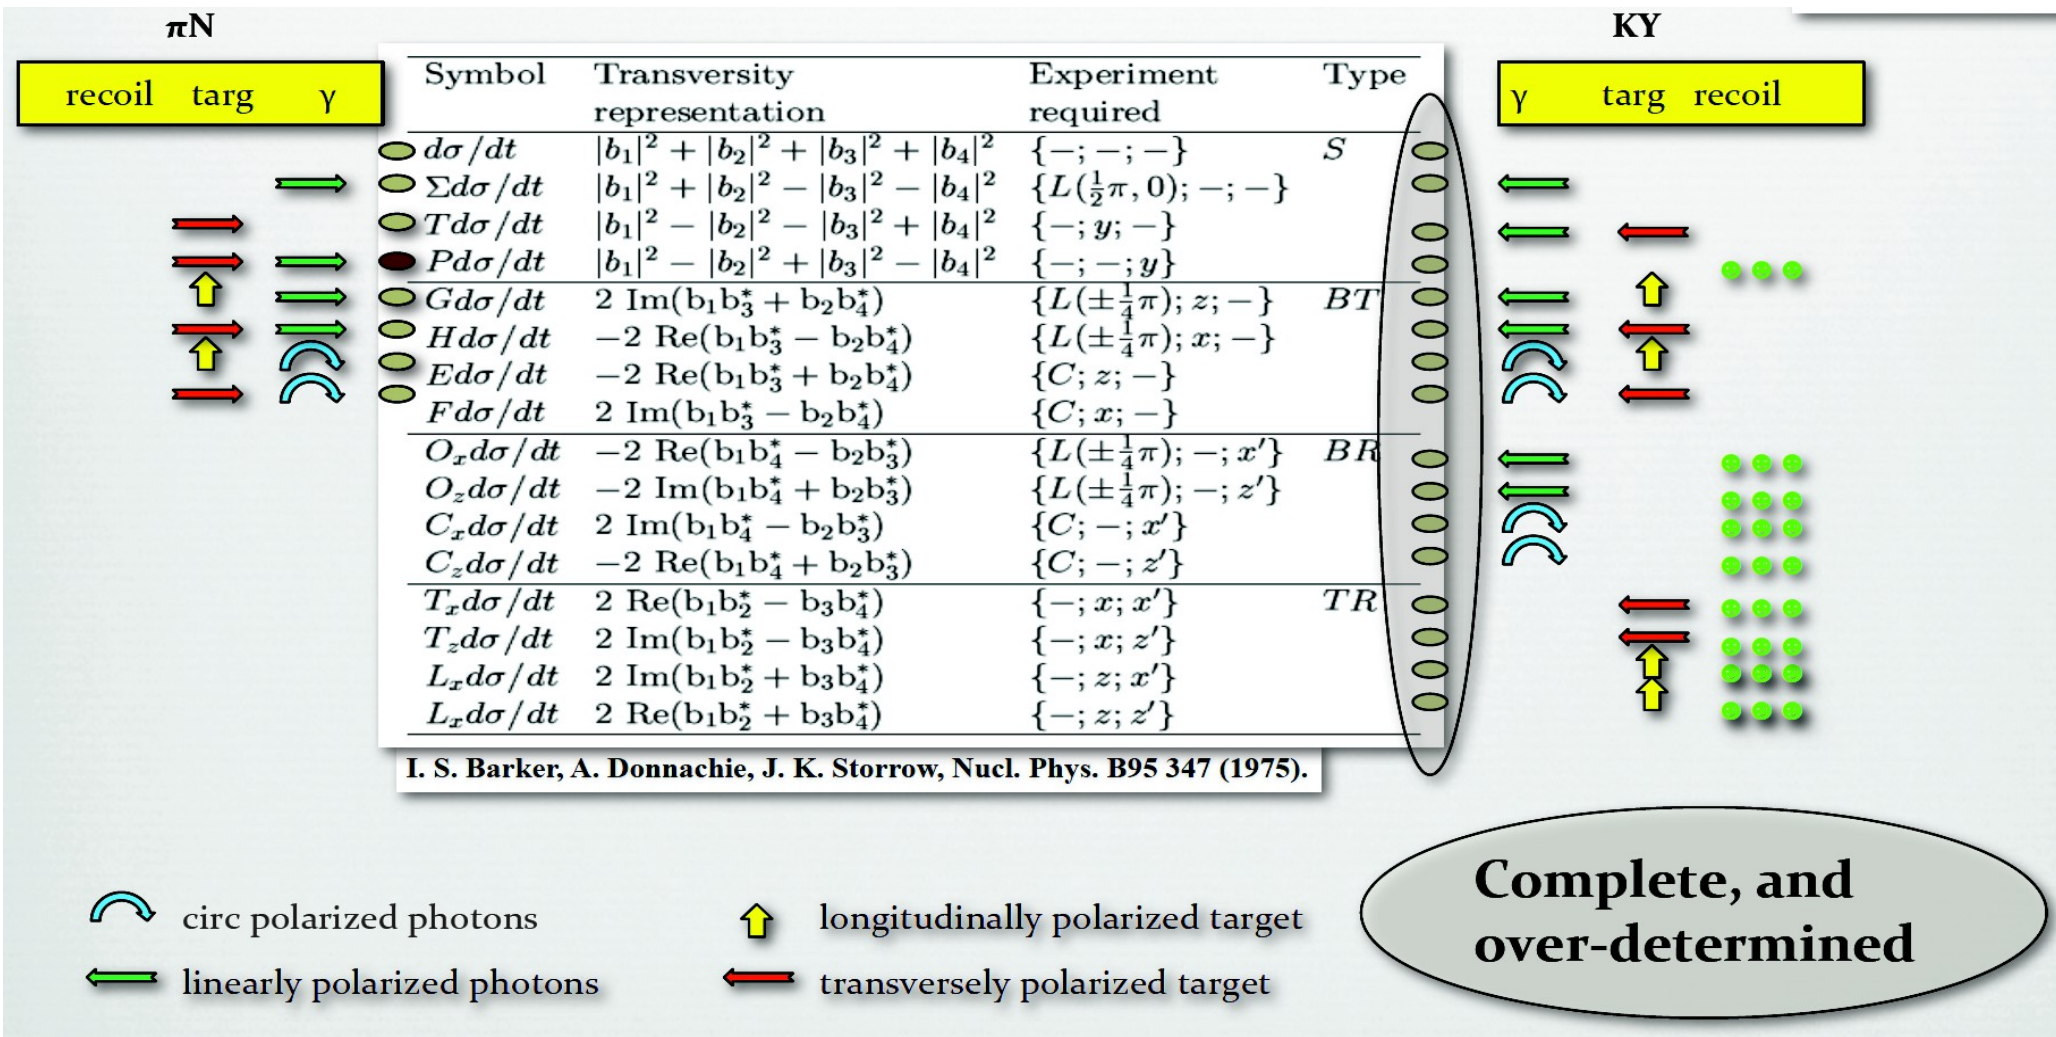 πN
KY
recoil targ γ
γ targ recoil
Symbol Transversity representation Experiment required Type
dσ/dt |b₁|² + |b₂|² + |b₃|² + |b₄|² {−; −; −} S
Σdσ/dt |b₁|² + |b₂|² − |b₃|² − |b₄|² {L(½π, 0); −; −}
Tdσ/dt |b₁|² − |b₂|² − |b₃|² + |b₄|² {−; y; −}
Pdσ/dt |b₁|² − |b₂|² + |b₃|² − |b₄|² {−; −; y}
Gdσ/dt 2 Im(b₁b₃* + b₂b₄*) {L(±¼π); z; −} BT
Hdσ/dt −2 Re(b₁b₃* − b₂b₄*) {L(±¼π); x; −}
Edσ/dt −2 Re(b₁b₃* + b₂b₄*) {C; z; −}
Fdσ/dt 2 Im(b₁b₃* − b₂b₄*) {C; x; −}
Oₓdσ/dt −2 Re(b₁b₄* − b₂b₃*) {L(±¼π); −; x′} BR
O_zdσ/dt −2 Im(b₁b₄* + b₂b₃*) {L(±¼π); −; z′}
Cₓdσ/dt 2 Im(b₁b₄* − b₂b₃*) {C; −; x′}
C_zdσ/dt −2 Re(b₁b₄* + b₂b₃*) {C; −; z′}
Tₓdσ/dt 2 Re(b₁b₂* − b₃b₄*) {−; x; x′} TR
T_zdσ/dt 2 Im(b₁b₂* − b₃b₄*) {−; x; z′}
Lₓdσ/dt 2 Im(b₁b₂* + b₃b₄*) {−; z; x′}
Lₓdσ/dt 2 Re(b₁b₂* + b₃b₄*) {−; z; z′}
I. S. Barker, A. Donnachie, J. K. Storrow, Nucl. Phys. B95 347 (1975).
Complete, and
over-determined
circ polarized photons
longitudinally polarized target
linearly polarized photons
transversely polarized target